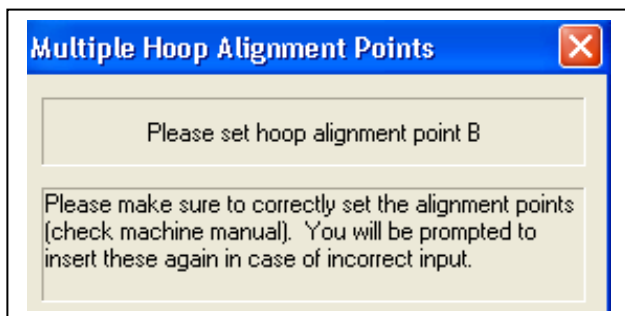 Multiple Hoop Alignment Points
Please set hoop alignment point B
Please make sure to correctly set the alignment points
(check machine manual).  You will be prompted to
insert these again in case of incorrect input.